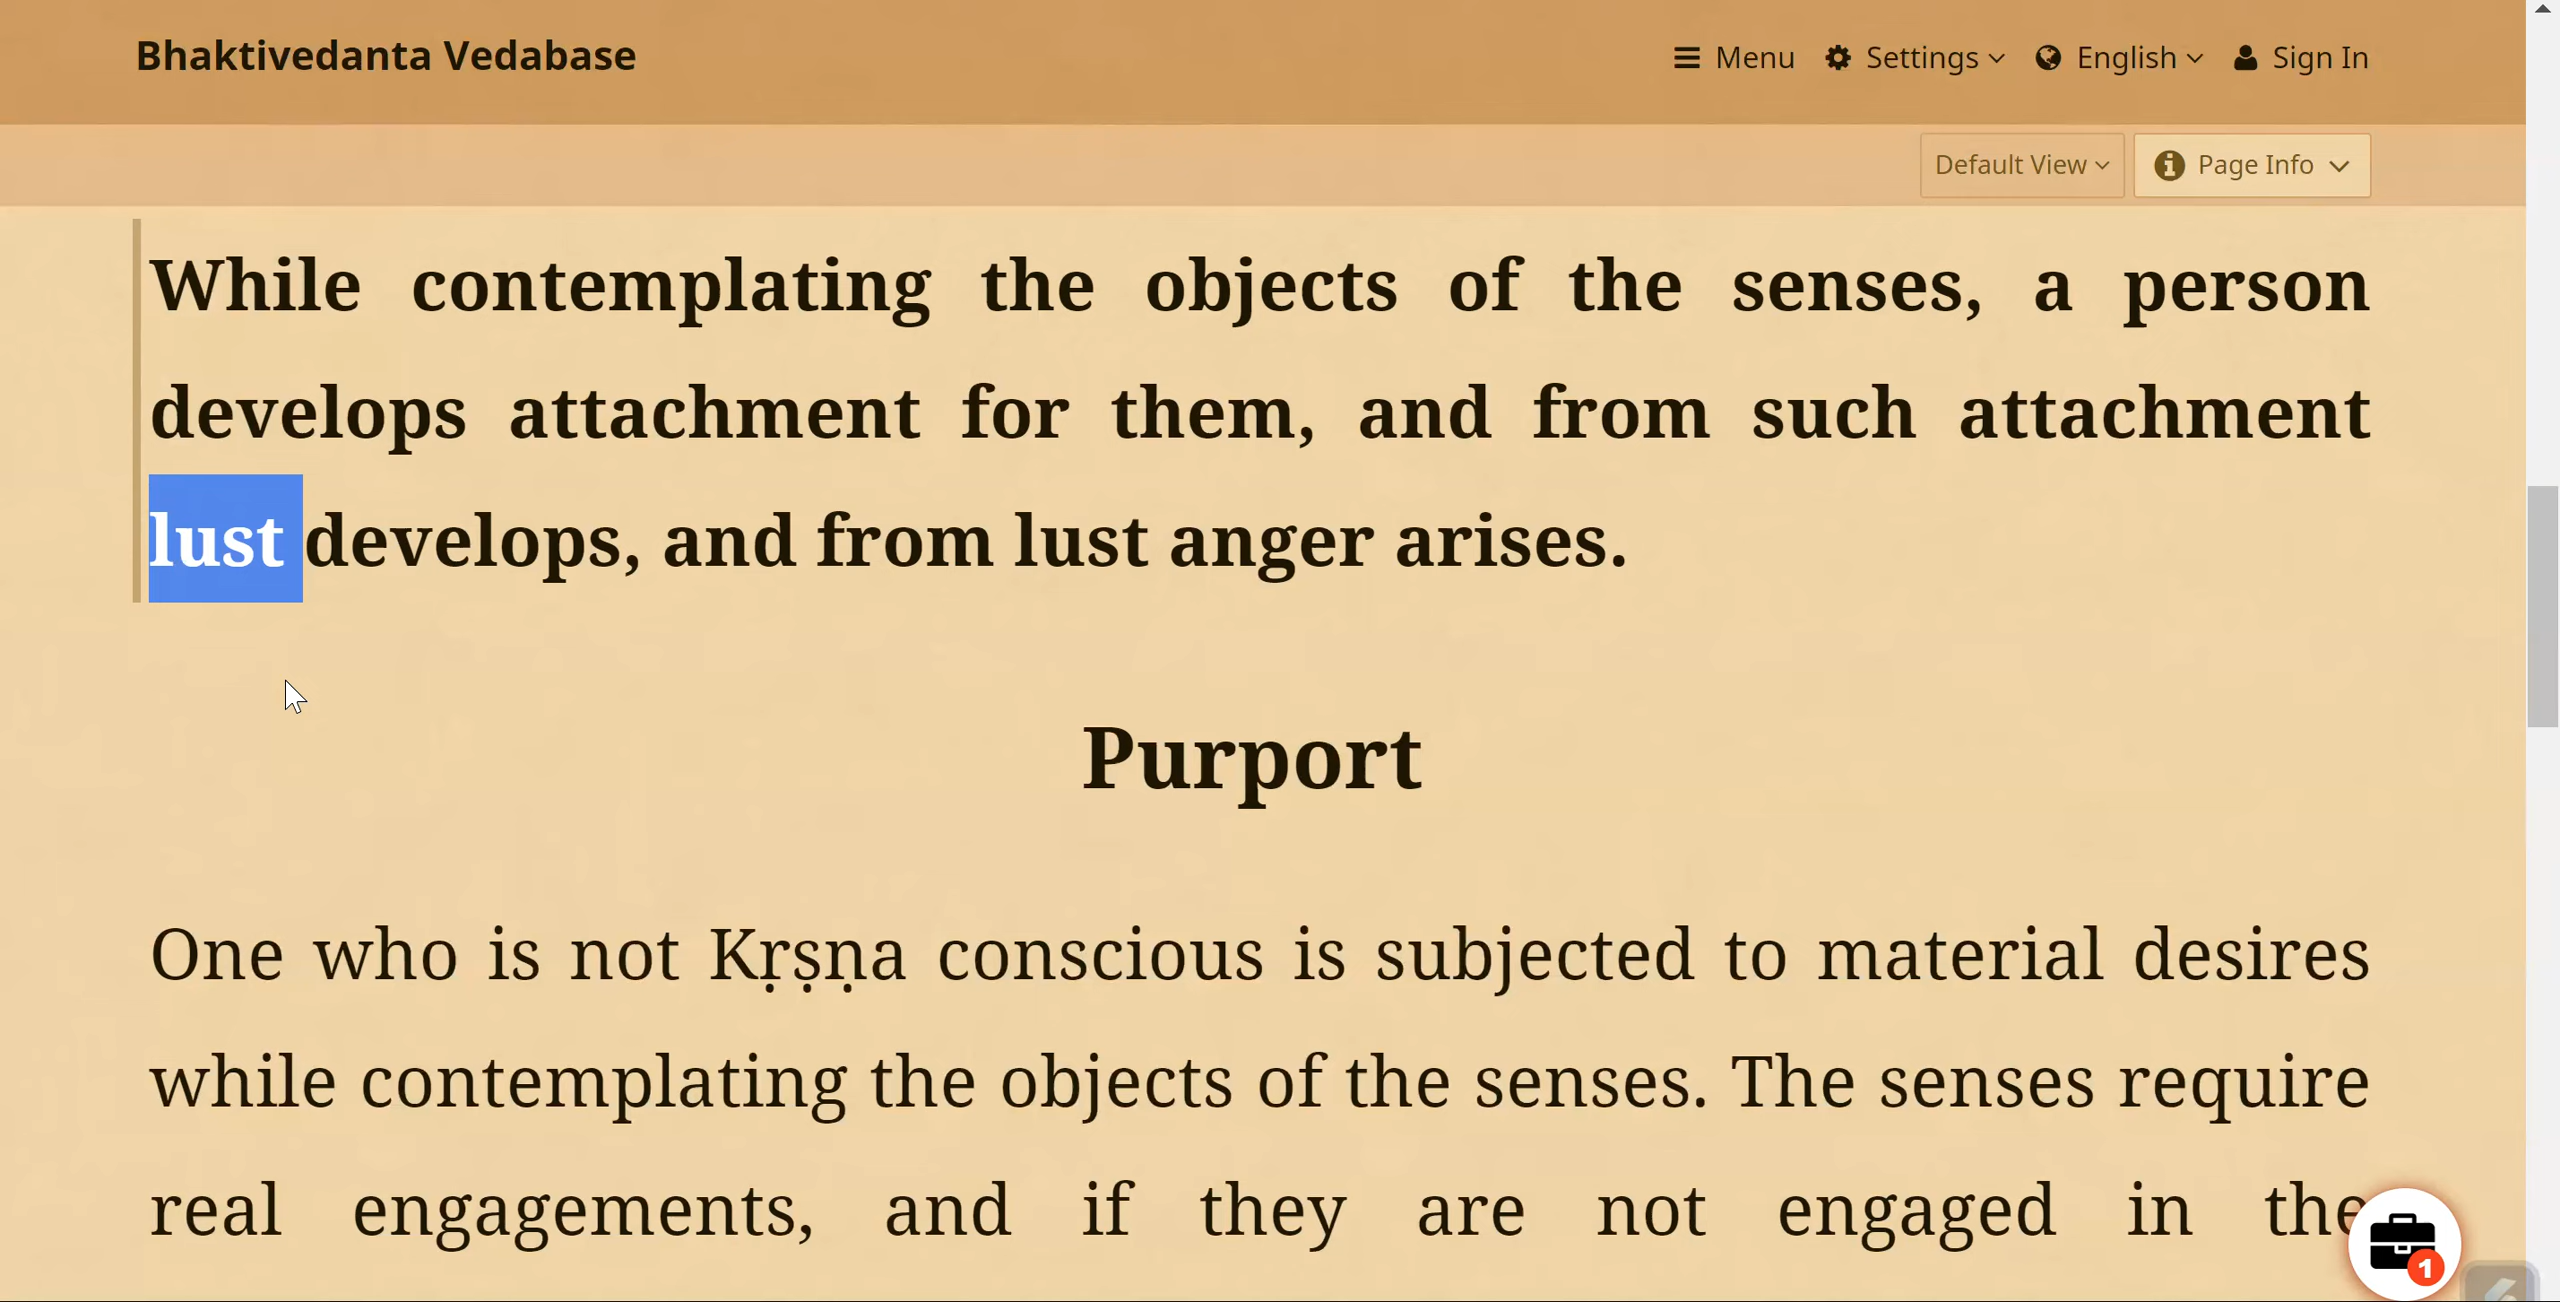 Bhaktivedanta Vedabase
Menu Settings English Sign In
Default View Page Info
While contemplating the objects of the senses, a person
develops attachment for them, and from such attachment
lust develops, and from lust anger arises.
Purport
One who is not Kṛṣṇa conscious is subjected to material desires
while contemplating the objects of the senses. The senses require
real engagements, and if they are not engaged in the
1